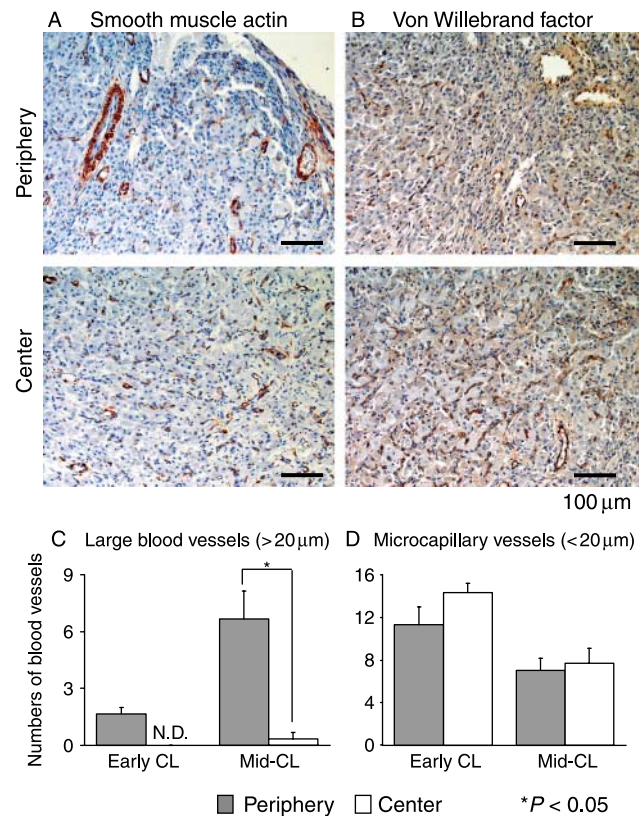 A Smooth muscle actin
B Von Willebrand factor
Periphery
Center
100 μm
C Large blood vessels (>20 μm)
D Microcapillary vessels (<20 μm)
Numbers of blood vessels
9
6
3
0
N.D.
*
Early CL
Mid-CL
16
12
8
4
0
Early CL
Mid-CL
Periphery
Center
*P < 0.05